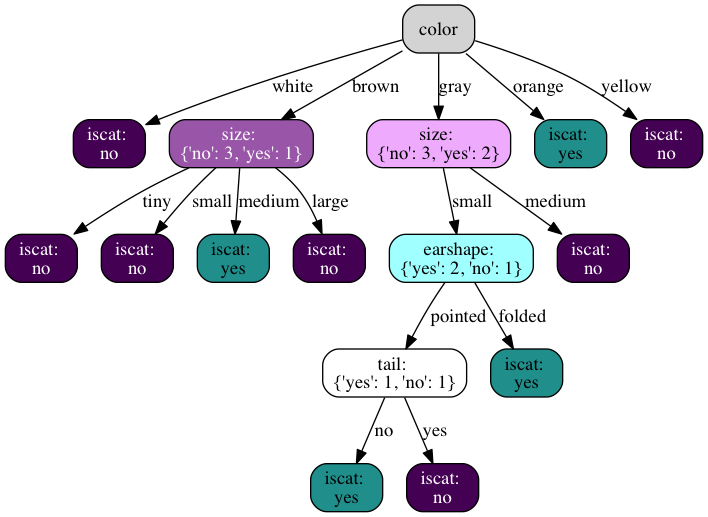 color
white
brown
gray
orange
yellow
iscat:
no
size:
{'no': 3, 'yes': 1}
size:
{'no': 3, 'yes': 2}
iscat:
yes
iscat:
no
tiny
small
medium
large
small
medium
iscat:
no
iscat:
no
iscat:
yes
iscat:
no
earshape:
{'yes': 2, 'no': 1}
iscat:
no
pointed
folded
tail:
{'yes': 1, 'no': 1}
iscat:
yes
no
yes
iscat:
yes
iscat:
no